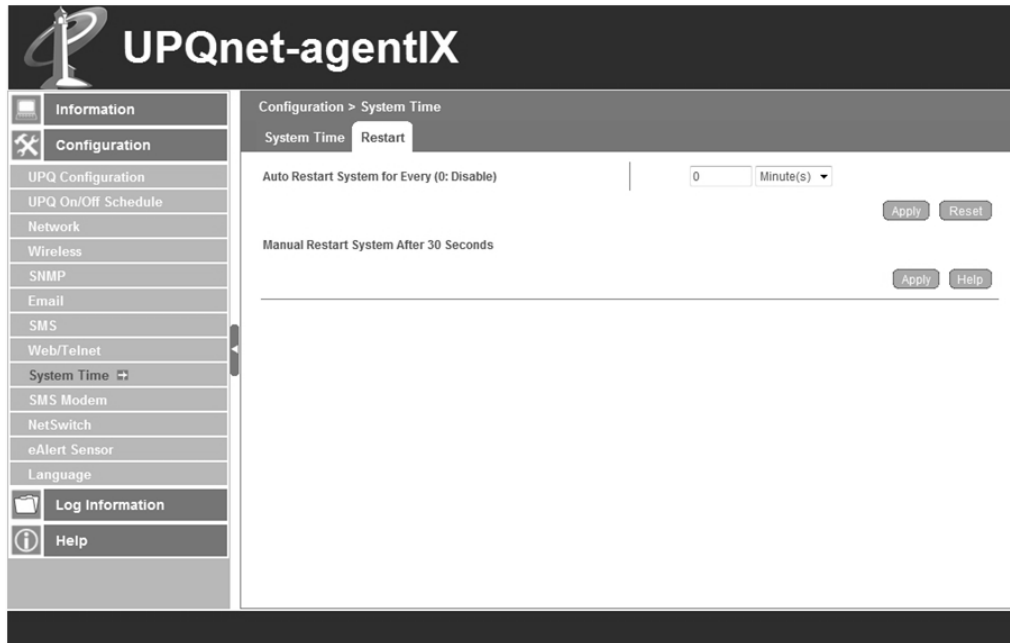 UPQnet-agentIX
Information
Configuration
UPQ Configuration
UPQ On/Off Schedule
Network
Wireless
SNMP
Email
SMS
Web/Telnet
System Time
SMS Modem
NetSwitch
eAlert Sensor
Language
Log Information
Help
Configuration > System Time
System Time Restart
Auto Restart System for Every (0: Disable) 0 Minute(s)
Apply Reset
Manual Restart System After 30 Seconds
Apply Help